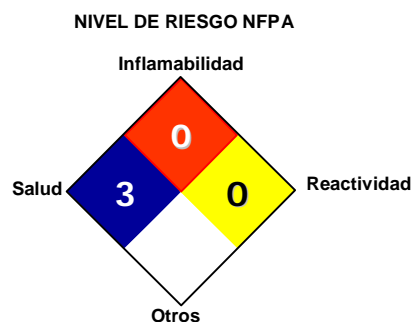 NIVEL DE RIESGO NFPA
Inflamabilidad
0
Salud
3
0
Reactividad
Otros